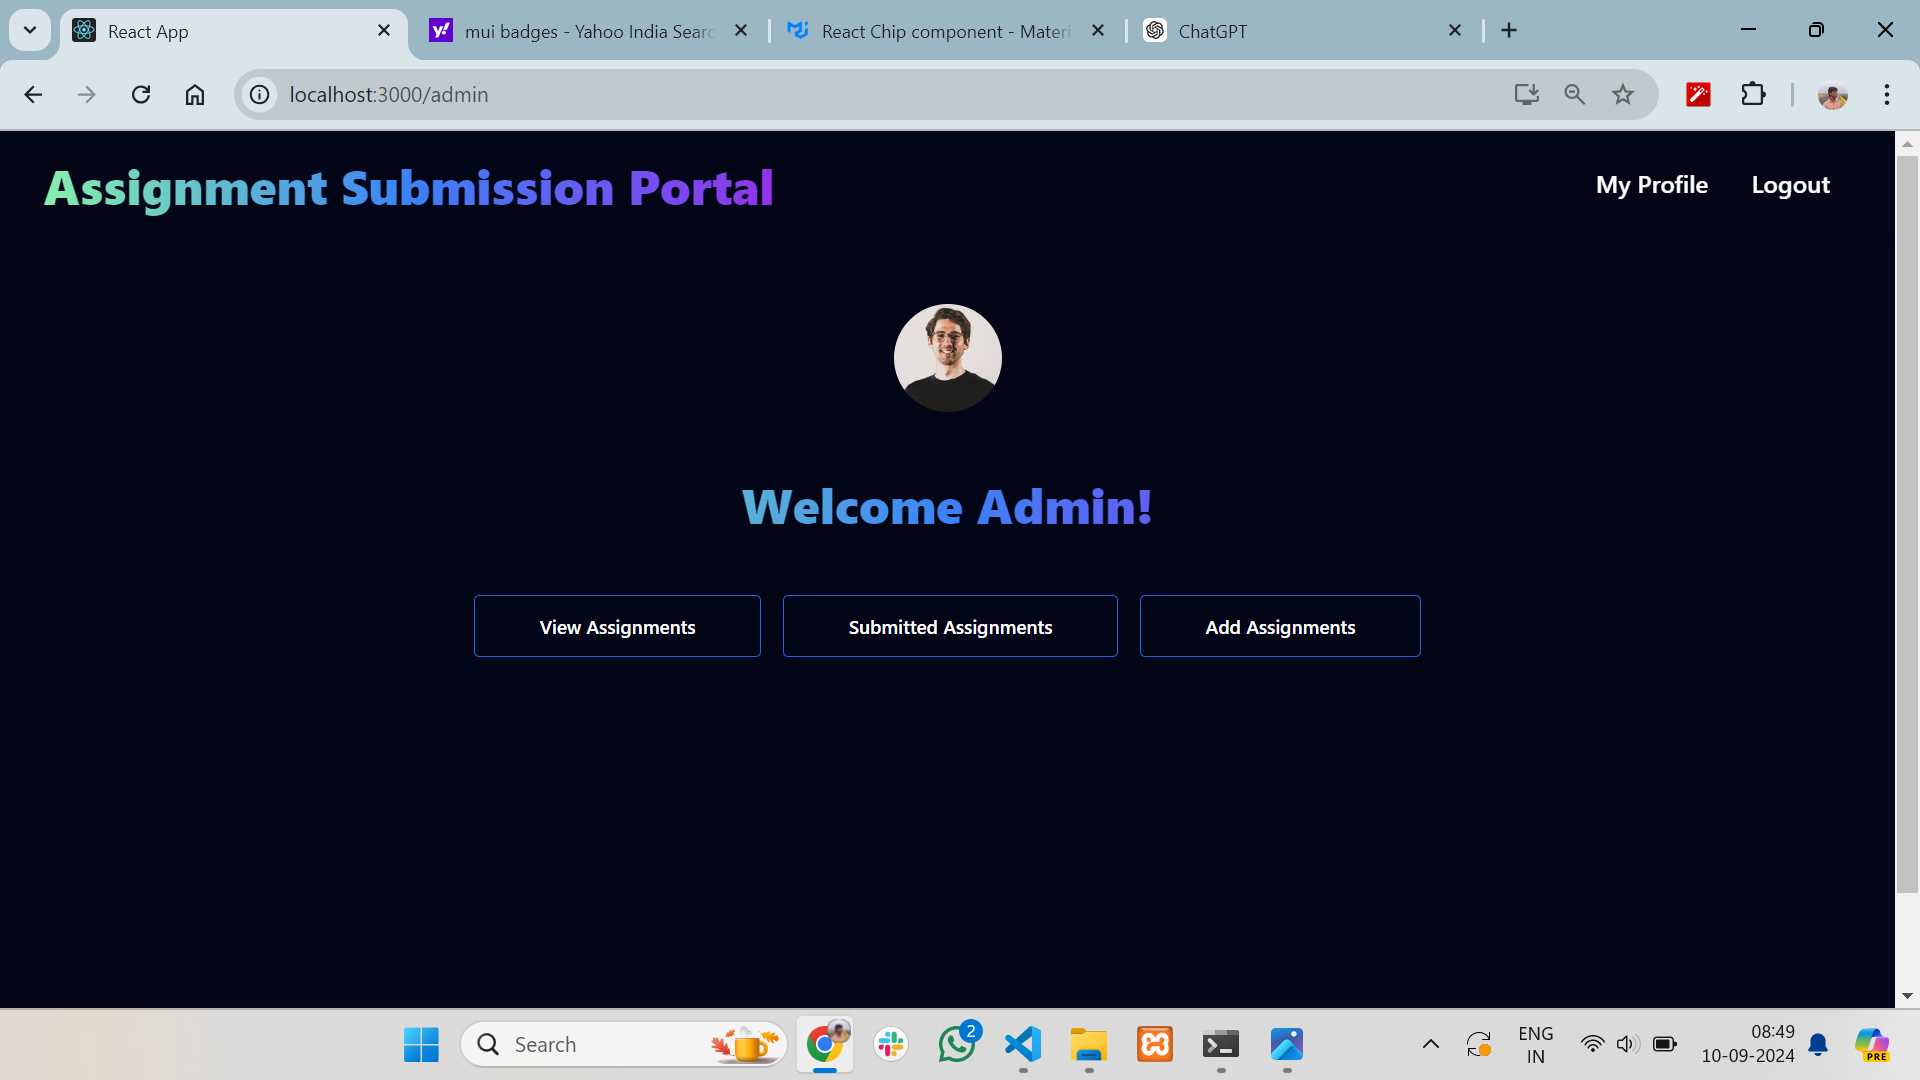 React App
mui badges - Yahoo India Searc
React Chip component - Materi
ChatGPT
localhost:3000/admin
Assignment Submission Portal
My Profile
Logout
Welcome Admin!
View Assignments
Submitted Assignments
Add Assignments
Search
2
ENG
IN
08:49
10-09-2024
PRE